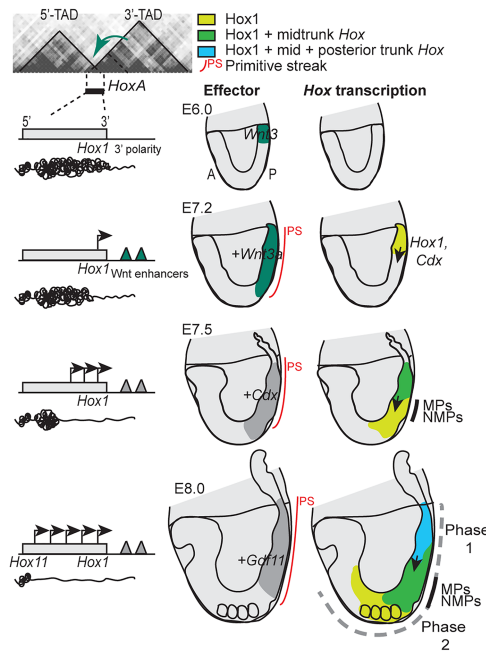 5'-TAD 3'-TAD
HoxA
Hox1
Hox1 + midtrunk Hox
Hox1 + mid + posterior trunk Hox
PS Primitive streak
Effector Hox transcription
E6.0
5' 3'
Hox1 3' polarity
Wnt3
A P
E7.2
PS
+Wnt3a
Hox1,
Cdx
Hox1
Wnt enhancers
E7.5
PS
+Cdx
Hox1
MPs
NMPs
E8.0
PS
+Gdf11
Hox11 Hox1
Phase
1
MPs
NMPs
Phase
2